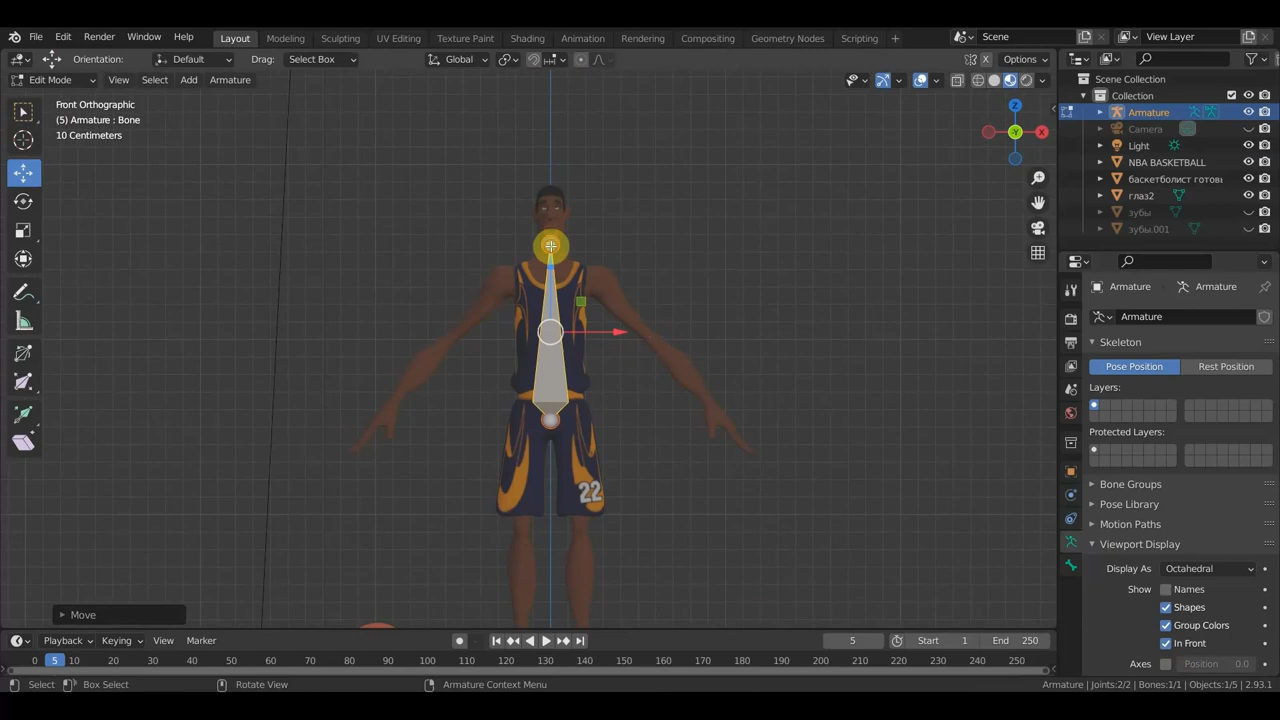 File Edit Render Window Help Layout Modeling Sculpting UV Editing Texture Paint Shading Animation Rendering Compositing Geometry Nodes Scripting + Scene View Layer
Orientation: Default Drag: Select Box Global X Options
Edit Mode View Select Add Armature
Front Orthographic
(5) Armature : Bone
10 Centimeters
Z
X
-Y
22
Move
Scene Collection
Collection
Armature
Camera
Light
NBA BASKETBALL
баскетболист готовь
глаз2
зубы
зубы.001
Armature Armature
Armature
Skeleton
Pose Position Rest Position
Layers:
Protected Layers:
Bone Groups
Pose Library
Motion Paths
Viewport Display
Display As Octahedral
Show Names
Shapes
Group Colors
In Front
Axes Position 0.0
Playback Keying View Marker 5 Start 1 End 250
0 5 10 20 30 40 50 60 70 80 90 100 110 120 130 140 150 160 170 180 190 200 210 220 230 240 250
Select Box Select Rotate View Armature Context Menu Armature | Joints:2/2 | Bones:1/1 | Objects:1/5 | 2.93.1